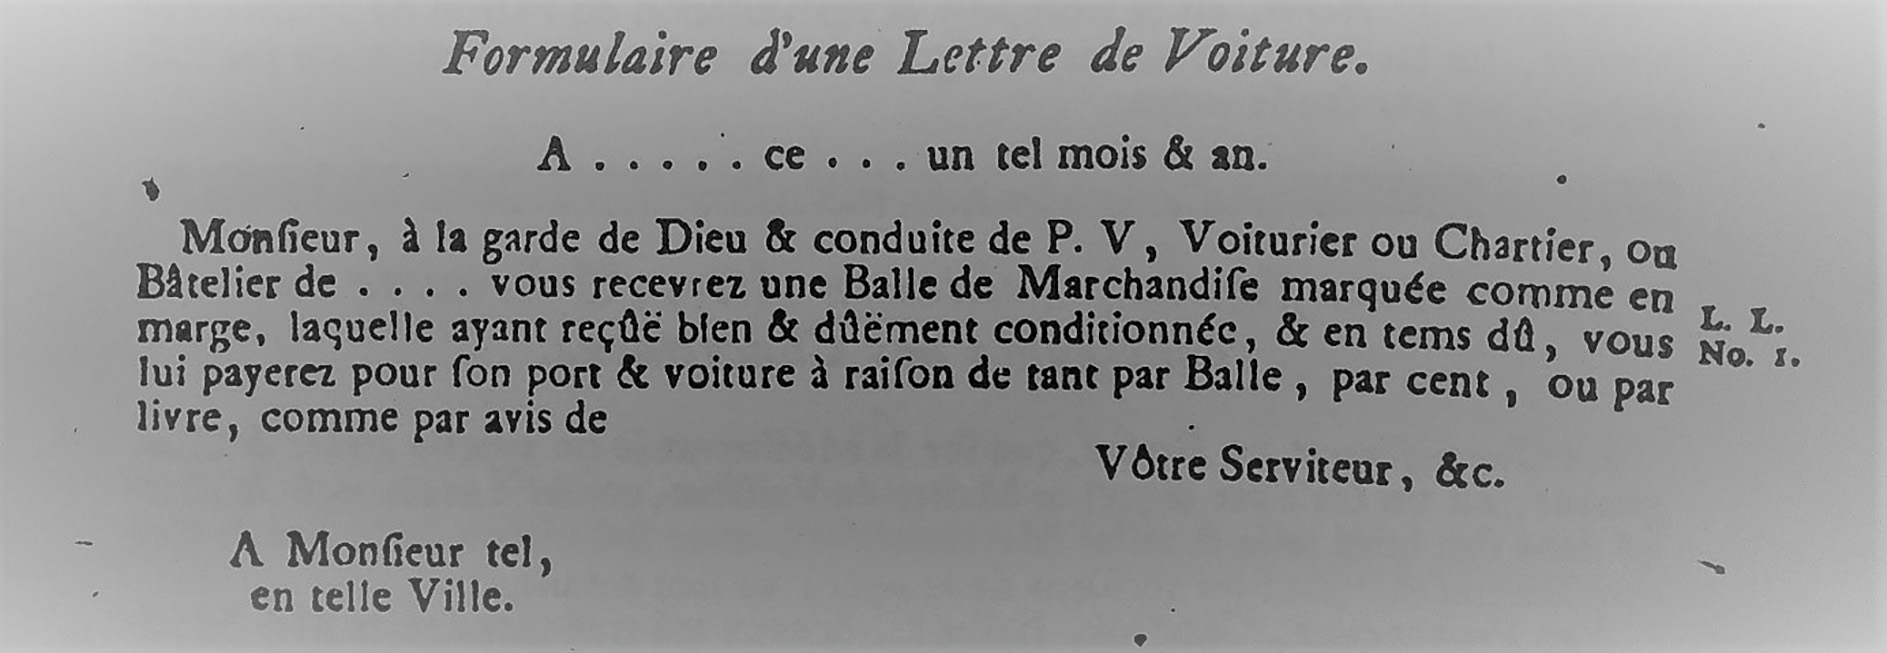 Formulaire d'une Lettre de Voiture.
A . . . . . ce . . . un tel mois & an.
Monſieur, à la garde de Dieu & conduite de P. V, Voiturier ou Chartier, ou
Bâtelier de . . . . vous recevrez une Balle de Marchandiſe marquée comme en
marge, laquelle ayant reçûë bien & dûëment conditionnée, & en tems dû, vous
L. L.
No. 1.
lui payerez pour ſon port & voiture à raiſon de tant par Balle, par cent, ou par
livre, comme par avis de
Vôtre Serviteur, &c.
A Monſieur tel,
en telle Ville.